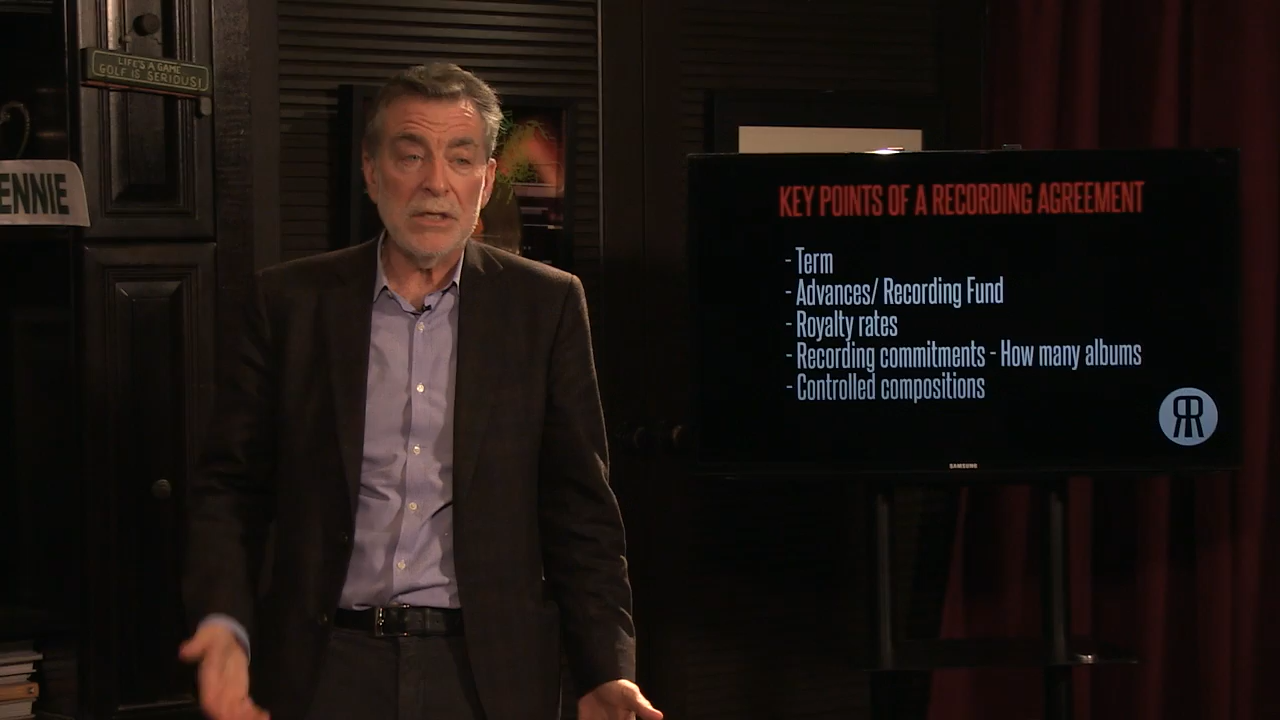 LIFE'S A GAME
GOLF IS SERIOUS!
ENNIE
KEY POINTS OF A RECORDING AGREEMENT
- Term
- Advances/ Recording Fund
- Royalty rates
- Recording commitments - How many albums
- Controlled compositions
RR
SAMSUNG